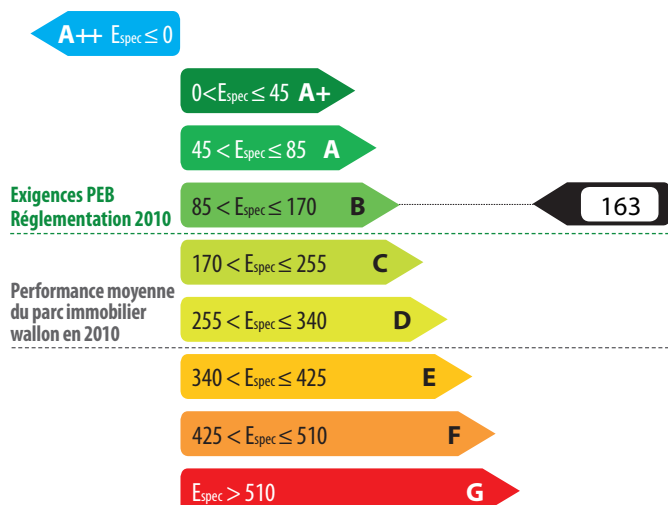 A++ Espec ≤ 0
0<Espec ≤ 45 A+
45 < Espec ≤ 85 A
Exigences PEB
Réglementation 2010
85 < Espec ≤ 170 B
163
170 < Espec ≤ 255 C
Performance moyenne
du parc immobilier
wallon en 2010
255 < Espec ≤ 340 D
340 < Espec ≤ 425 E
425 < Espec ≤ 510 F
Espec > 510 G